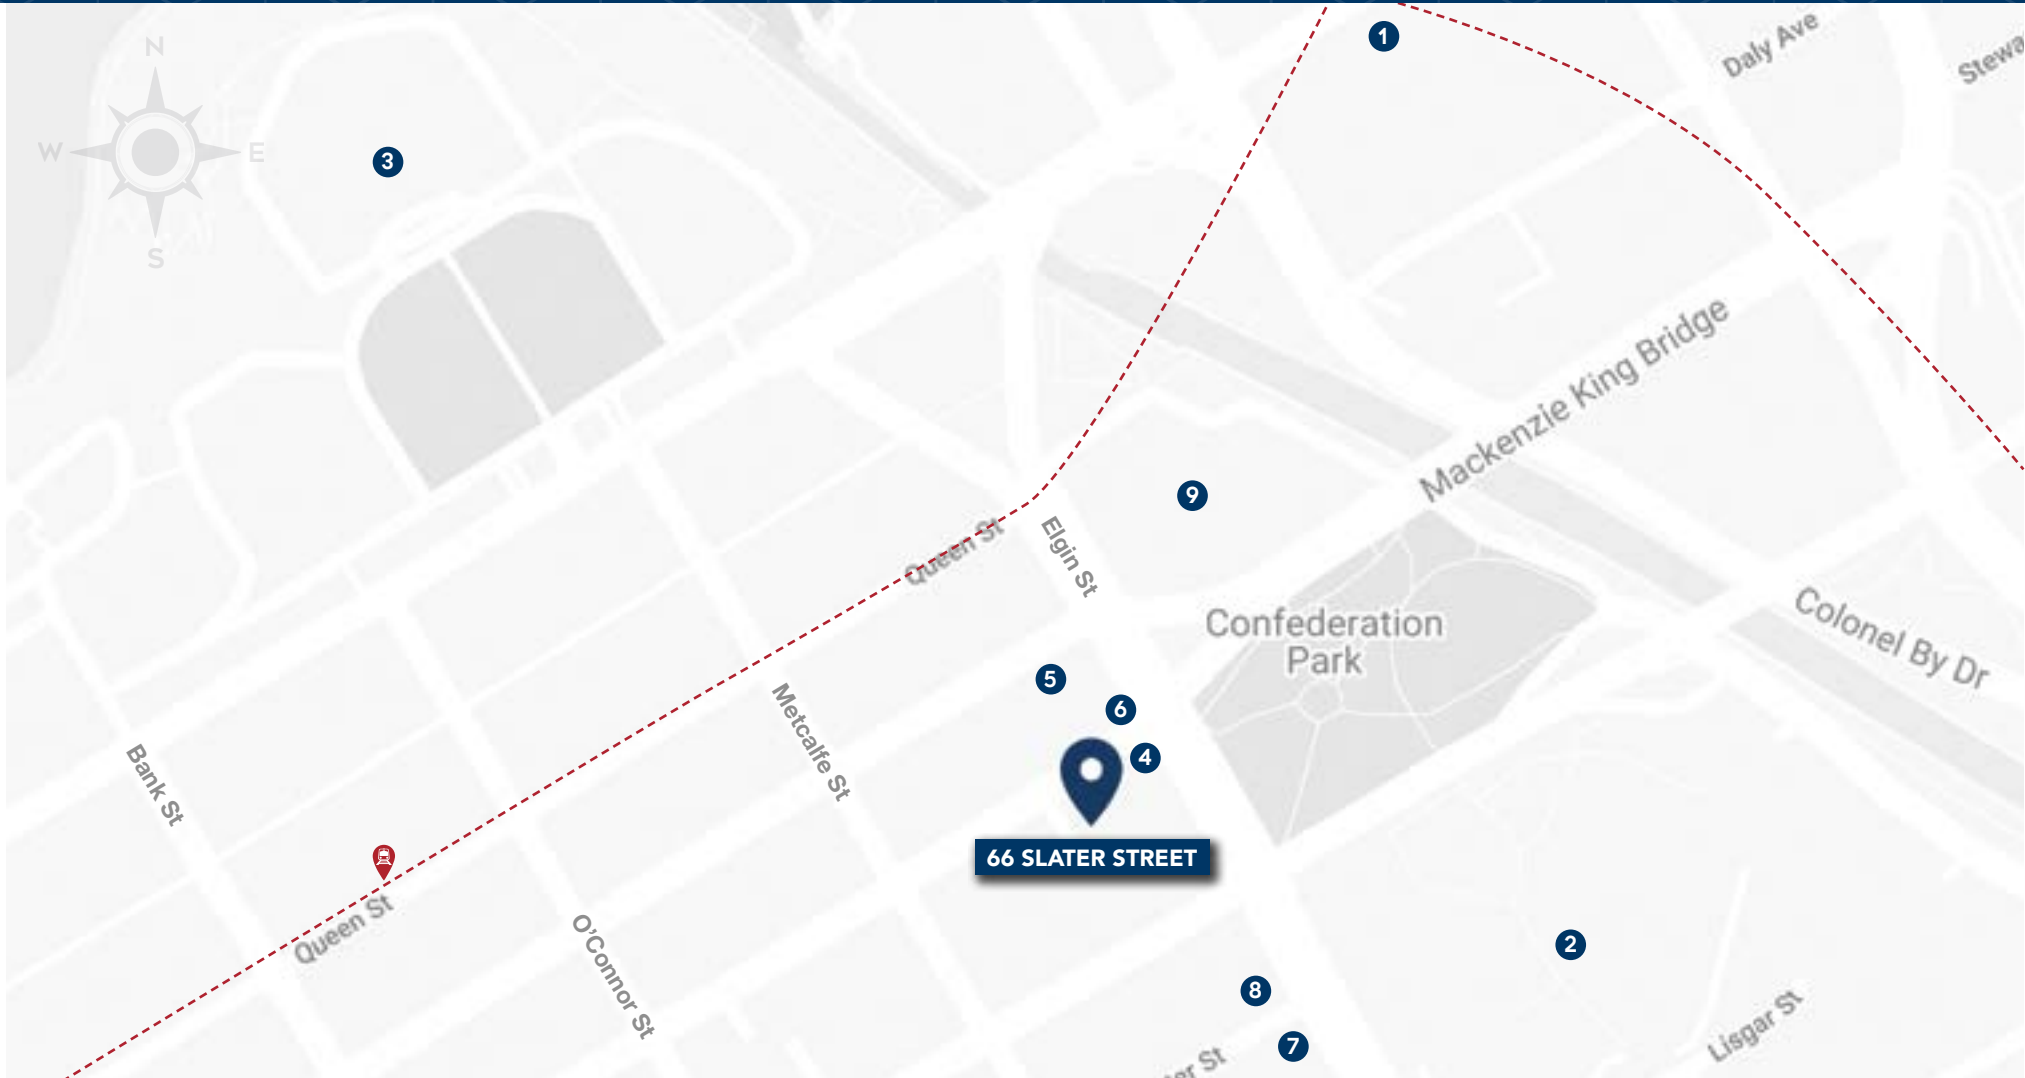 N
W
E
S
1
Daly Ave
3
Mackenzie King Bridge
9
Queen St
Elgin St
Confederation
Park
Colonel By Dr
5
6
4
Metcalfe St
Bank St
66 SLATER STREET
Queen St
O'Connor St
2
8
7
Lisgar St
St